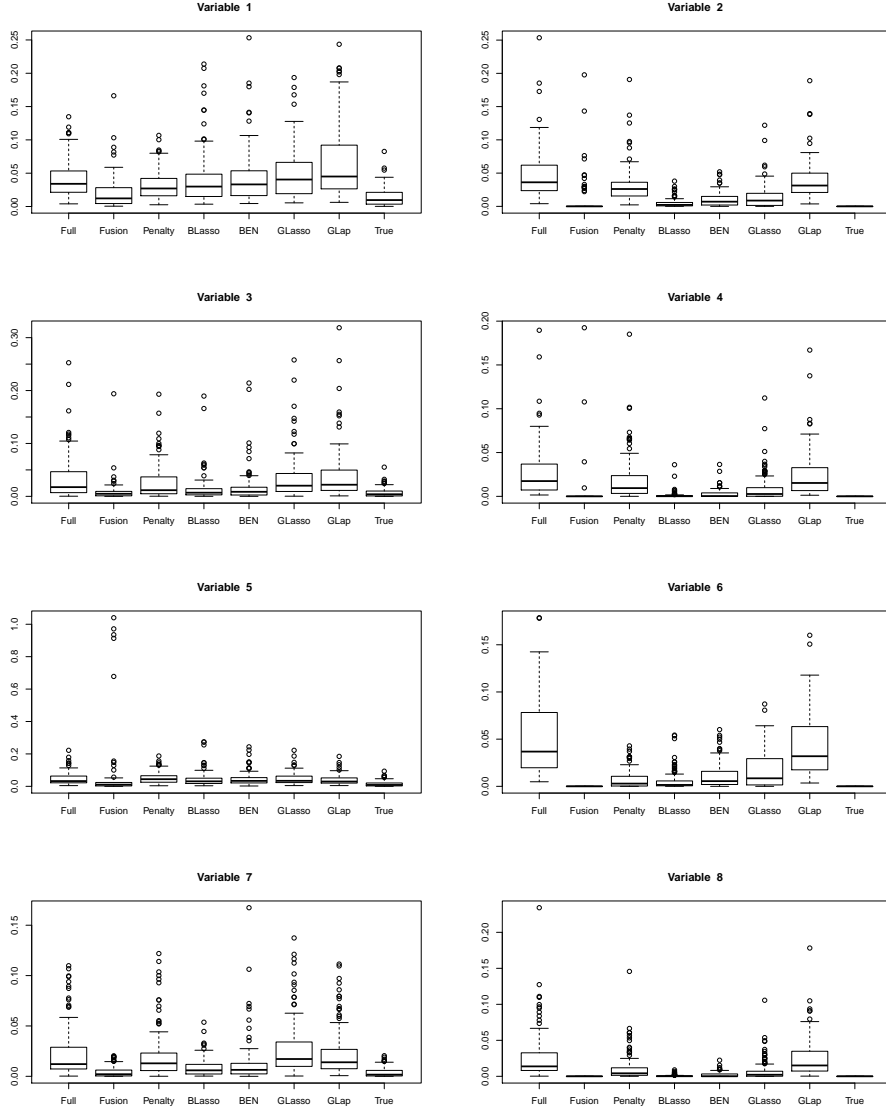 Variable 1
0.00 0.05 0.10 0.15 0.20 0.25
Full Fusion Penalty BLasso BEN GLasso GLap True
Variable 2
0.00 0.05 0.10 0.15 0.20 0.25
Full Fusion Penalty BLasso BEN GLasso GLap True
Variable 3
0.00 0.10 0.20 0.30
Full Fusion Penalty BLasso BEN GLasso GLap True
Variable 4
0.00 0.05 0.10 0.15 0.20
Full Fusion Penalty BLasso BEN GLasso GLap True
Variable 5
0.0 0.2 0.4 0.6 0.8 1.0
Full Fusion Penalty BLasso BEN GLasso GLap True
Variable 6
0.00 0.05 0.10 0.15
Full Fusion Penalty BLasso BEN GLasso GLap True
Variable 7
0.00 0.05 0.10 0.15
Full Fusion Penalty BLasso BEN GLasso GLap True
Variable 8
0.00 0.05 0.10 0.15 0.20
Full Fusion Penalty BLasso BEN GLasso GLap True